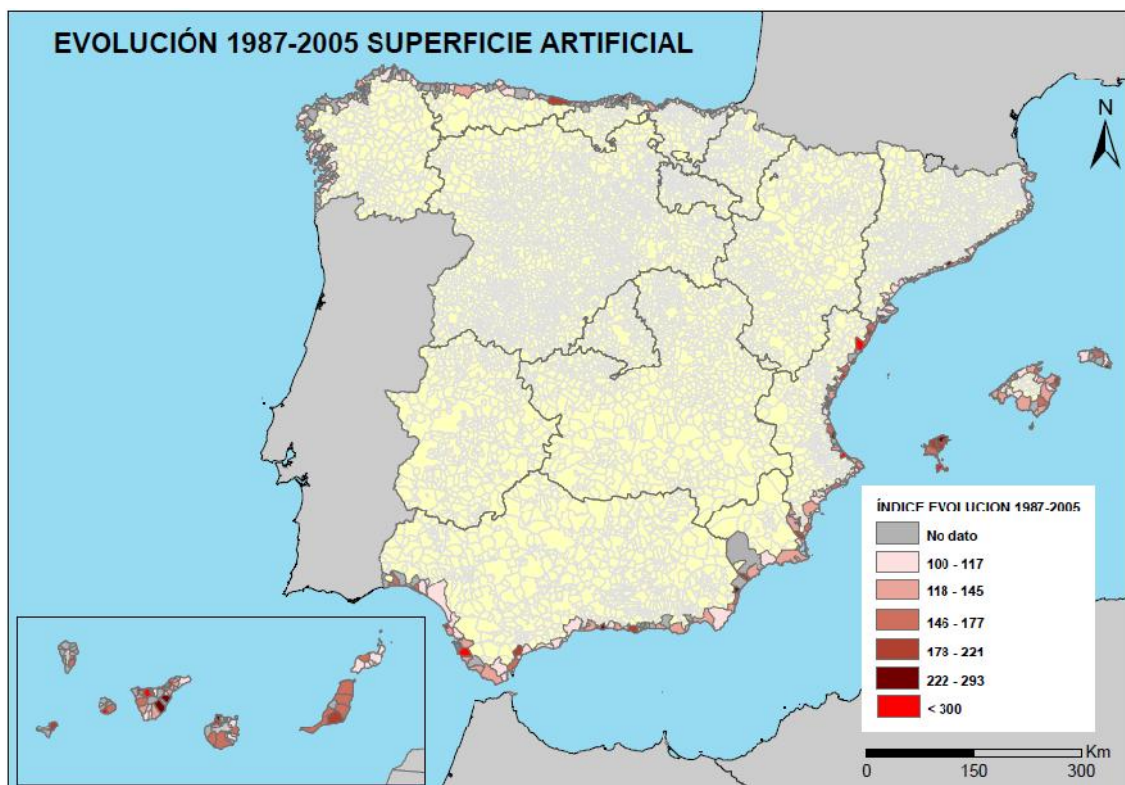 EVOLUCIÓN 1987-2005 SUPERFICIE ARTIFICIAL
N
ÍNDICE EVOLUCION 1987-2005
No dato
100 - 117
118 - 145
146 - 177
178 - 221
222 - 293
< 300
Km
0 150 300